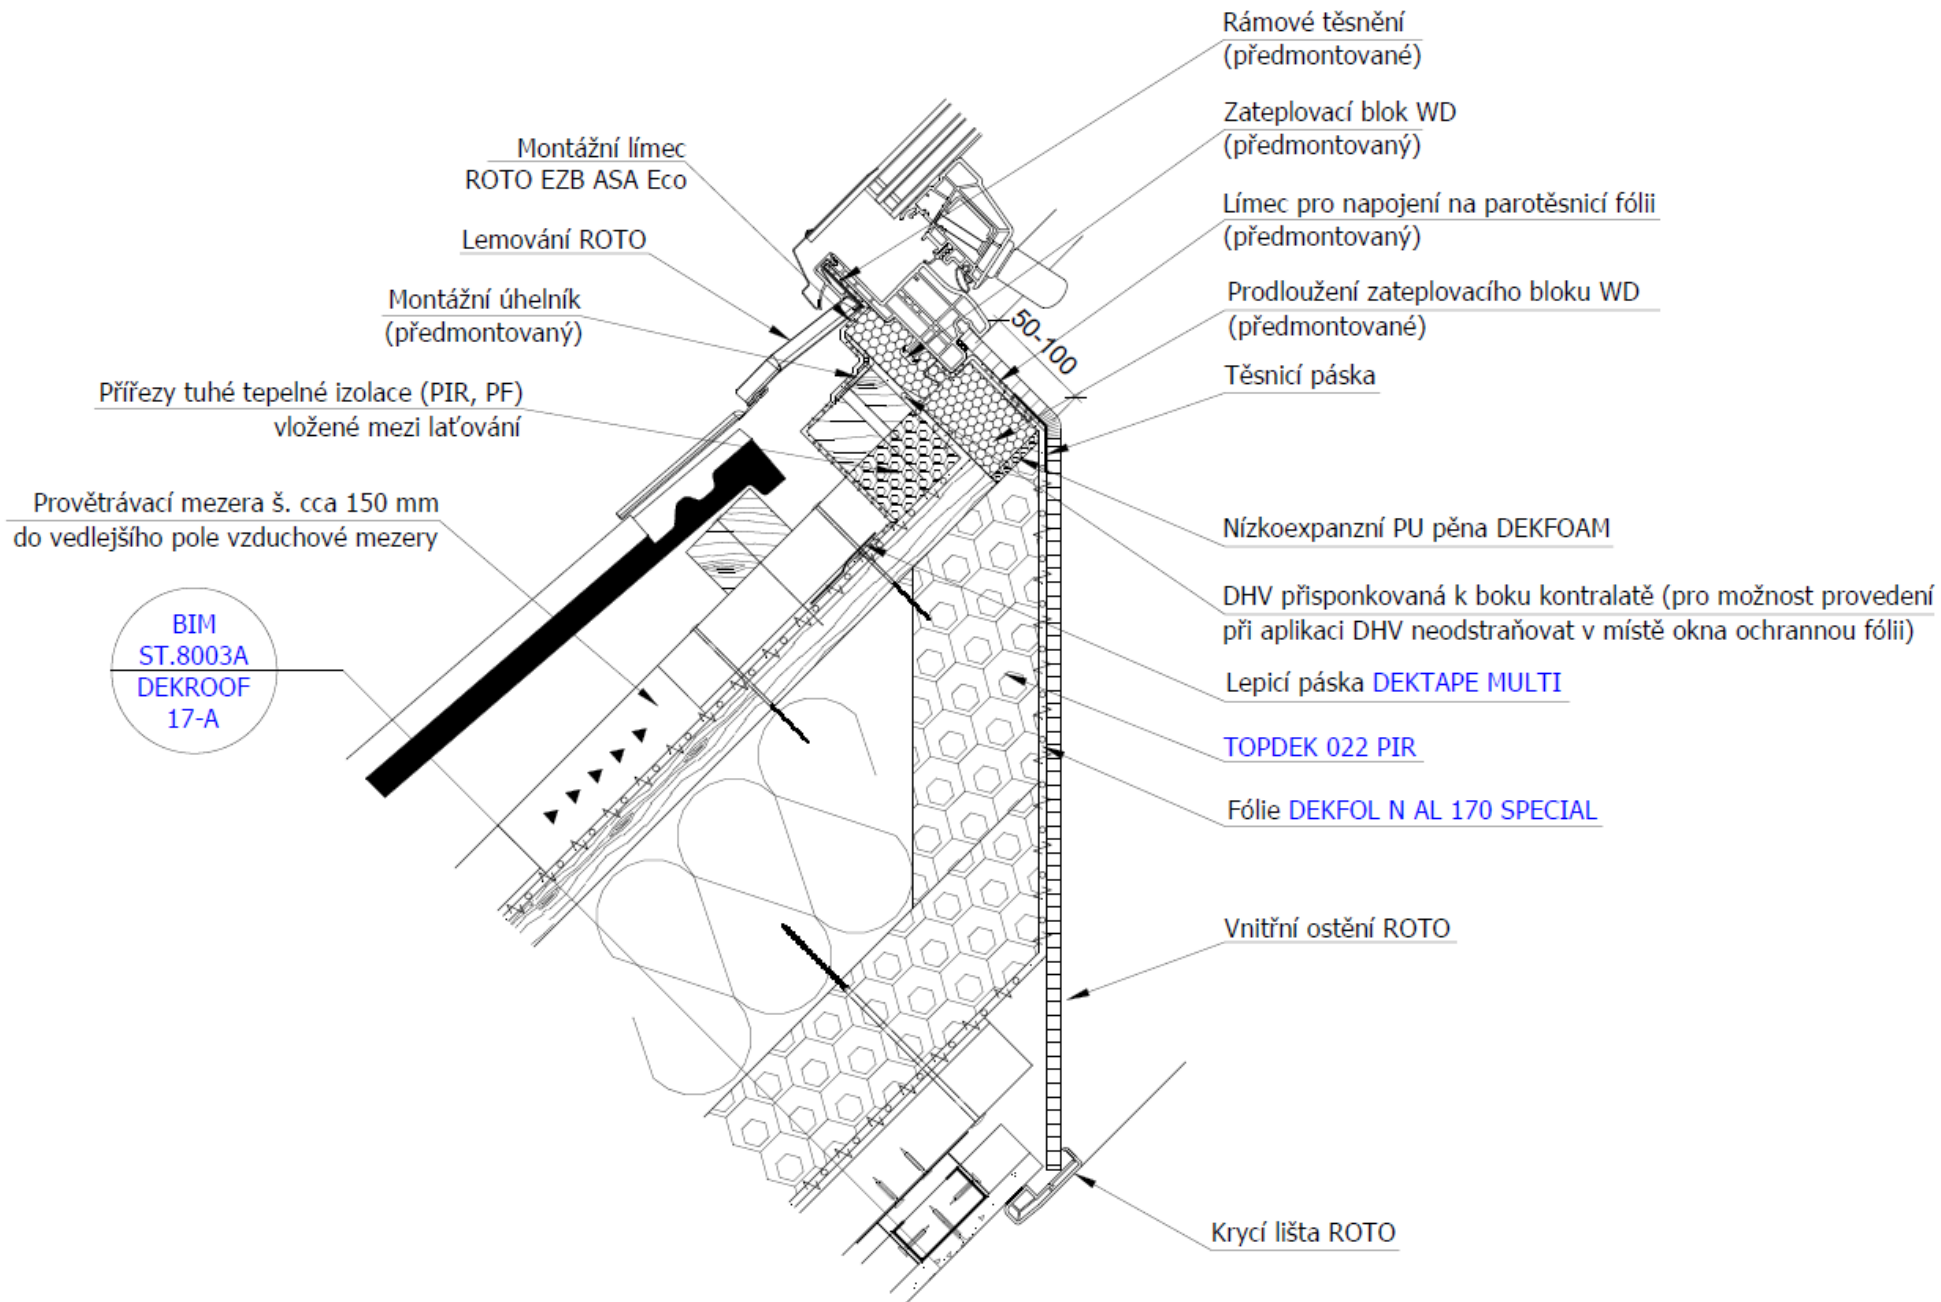 Montážní límec
ROTO EZB ASA Eco
Lemování ROTO
Montážní úhelník
(předmontovaný)
Přířezy tuhé tepelné izolace (PIR, PF)
vložené mezi laťování
Provětrávací mezera š. cca 150 mm
do vedlejšího pole vzduchové mezery
BIM
ST.8003A
DEKROOF
17-A
Rámové těsnění
(předmontované)
Zateplovací blok WD
(předmontovaný)
Límec pro napojení na parotěsnicí fólii
(předmontovaný)
Prodloužení zateplovacího bloku WD
(předmontované)
50-100
Těsnicí páska
Nízkoexpanzní PU pěna DEKFOAM
DHV přisponkovaná k boku kontralatě (pro možnost provedení
při aplikaci DHV neodstraňovat v místě okna ochrannou fólii)
Lepicí páska DEKTAPE MULTI
TOPDEK 022 PIR
Fólie DEKFOL N AL 170 SPECIAL
Vnitřní ostění ROTO
Krycí lišta ROTO